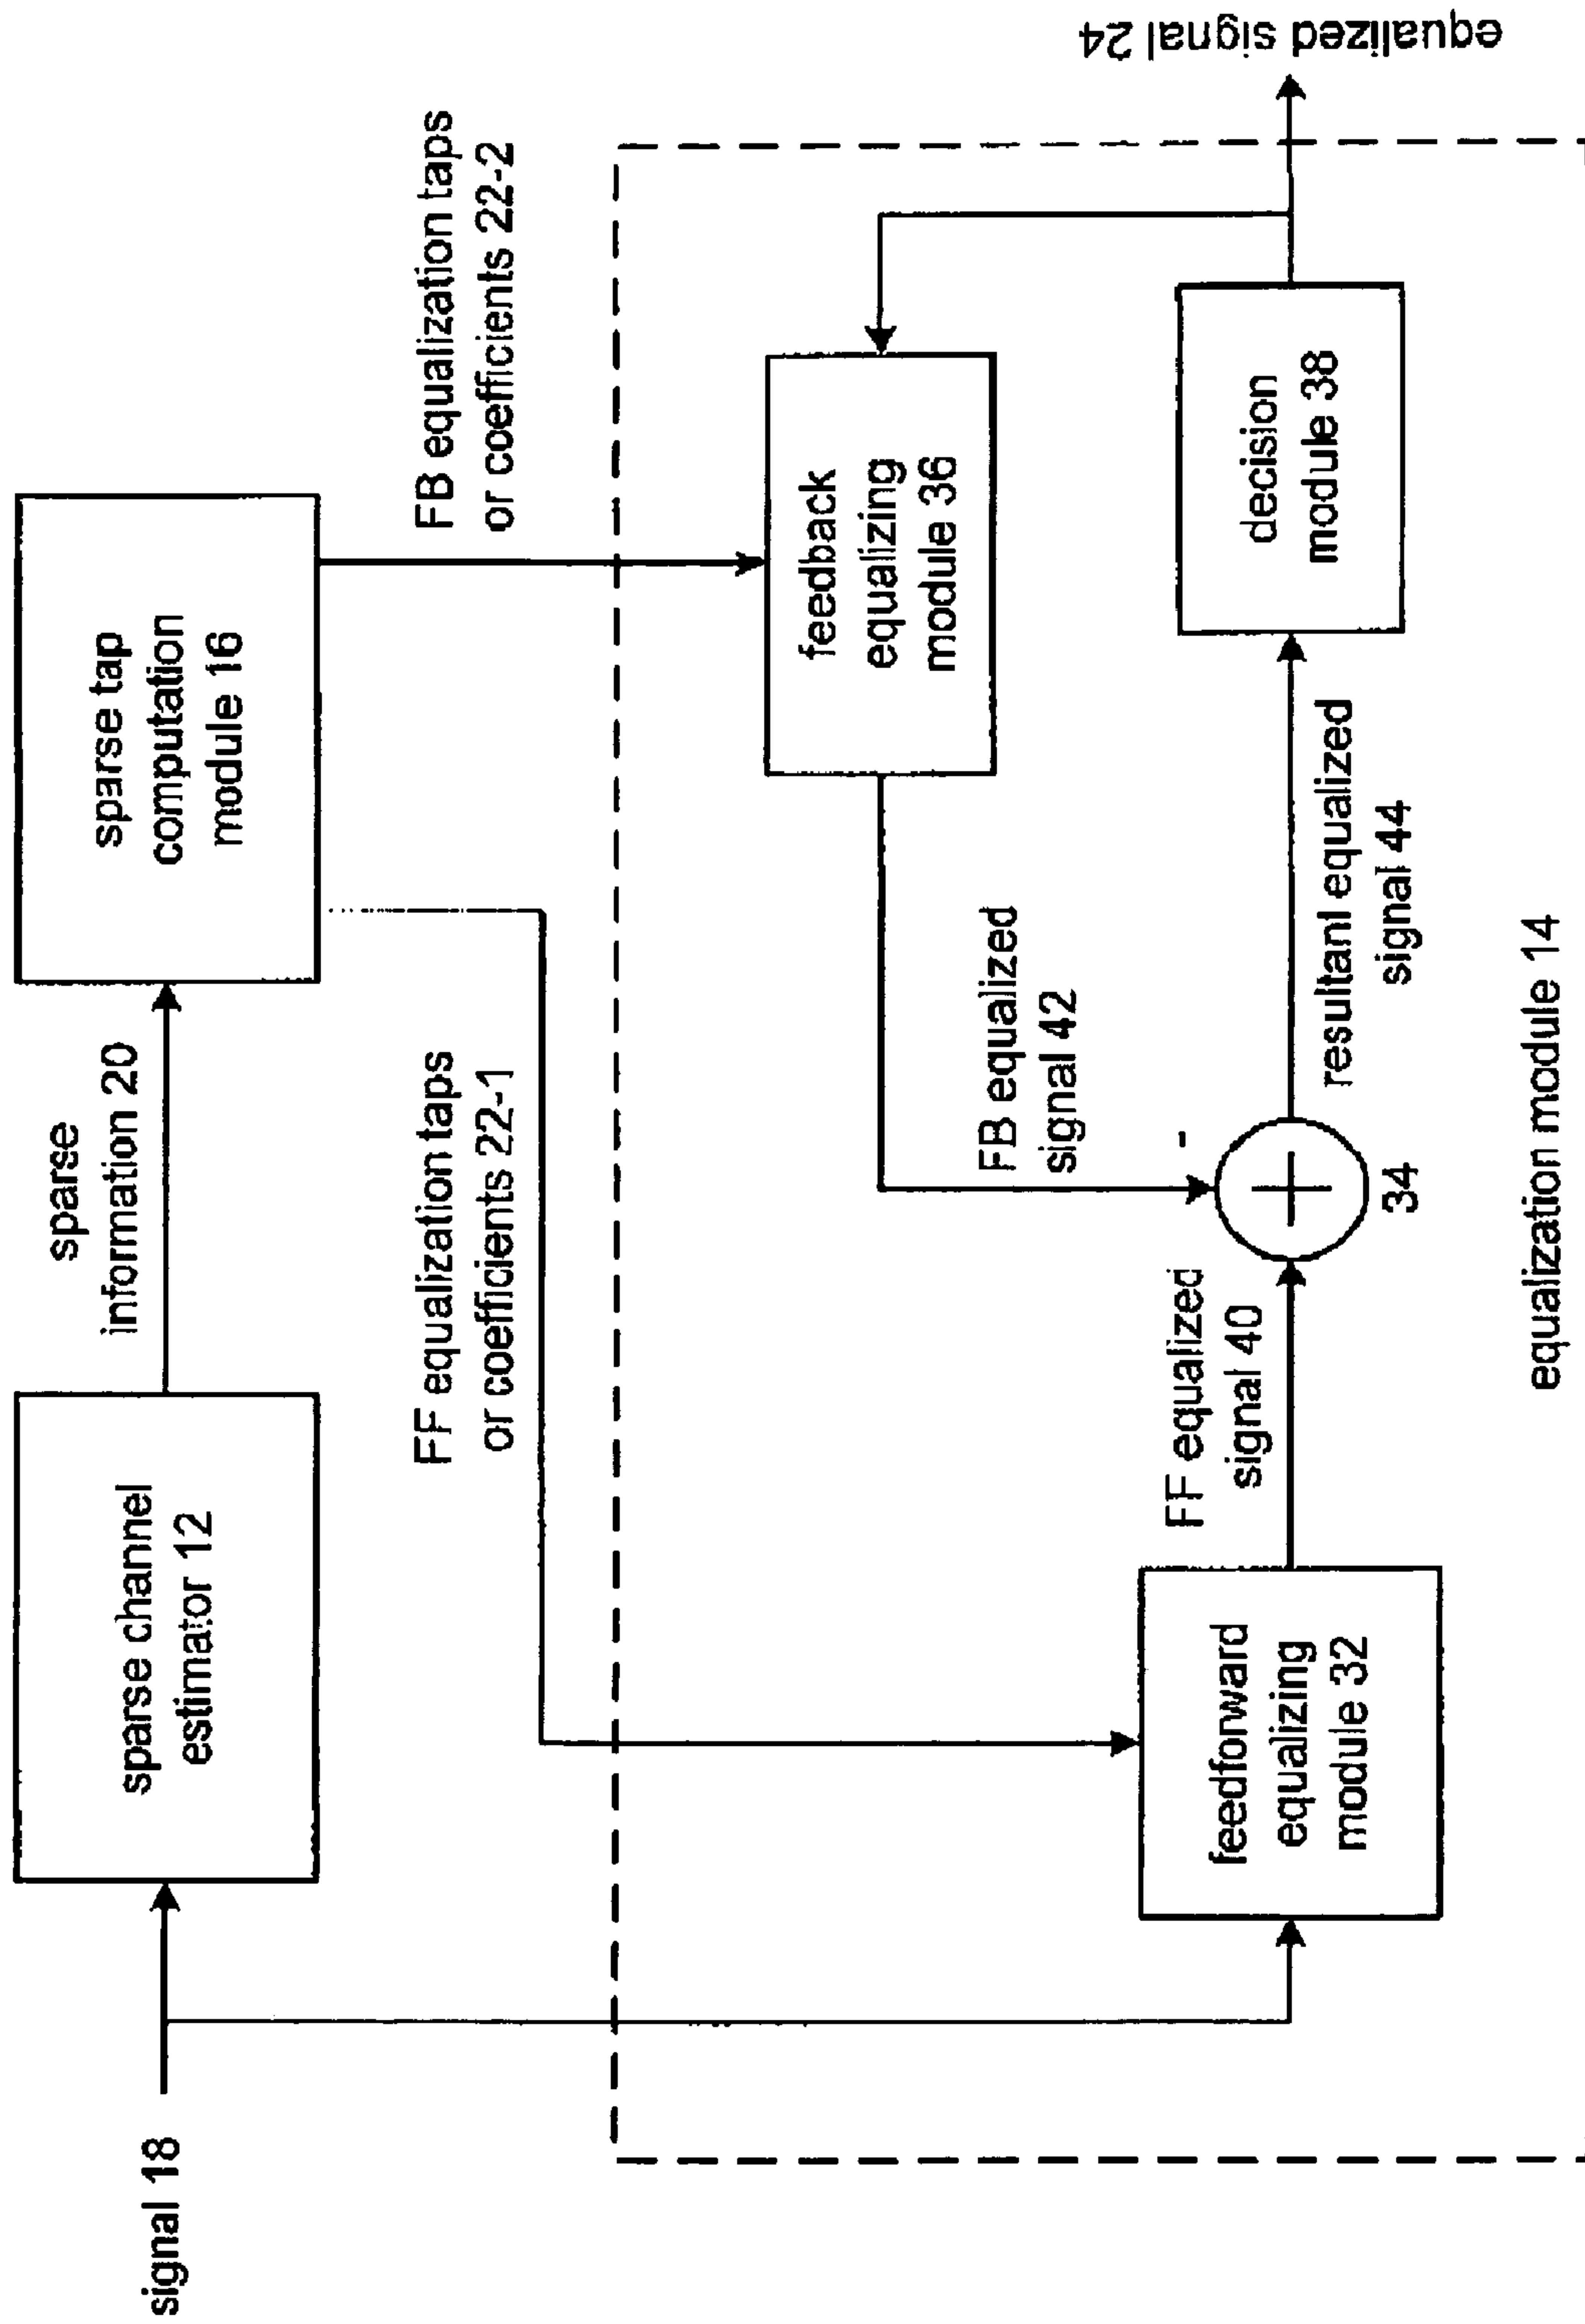 signal 18
sparse channel
estimator 12
sparse
information 20
sparse tap
computation
module 16
FF equalization taps
or coefficients 22-1
FB equalization taps
or coefficients 22-2
feedforward
equalizing
module 32
FF equalized
signal 40
34
-
FB equalized
signal 42
feedback
equalizing
module 36
resultant equalized
signal 44
decision
module 38
equalized signal 24
equalization module 14